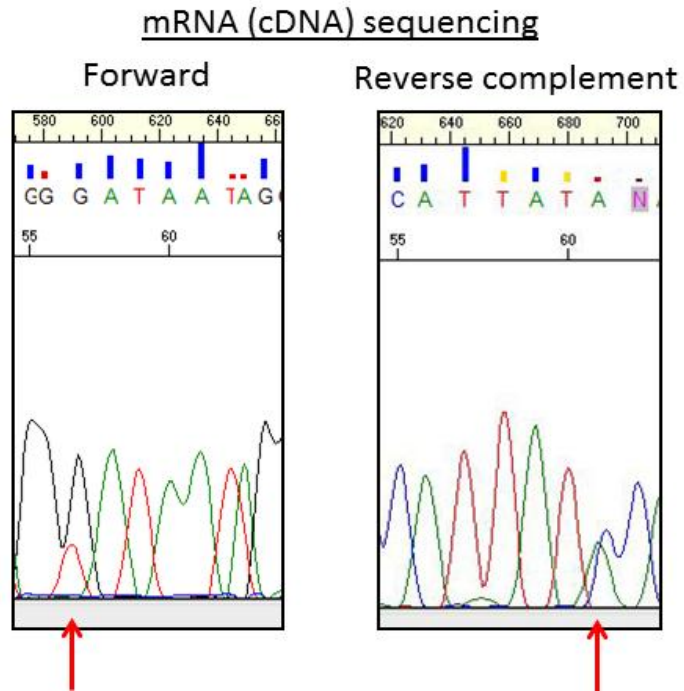 mRNA (cDNA) sequencing
Forward
Reverse complement
580 600 620 640
GG G A T A A TAG
55 60
620 640 660 680 700
C A T T A T A N
55 60